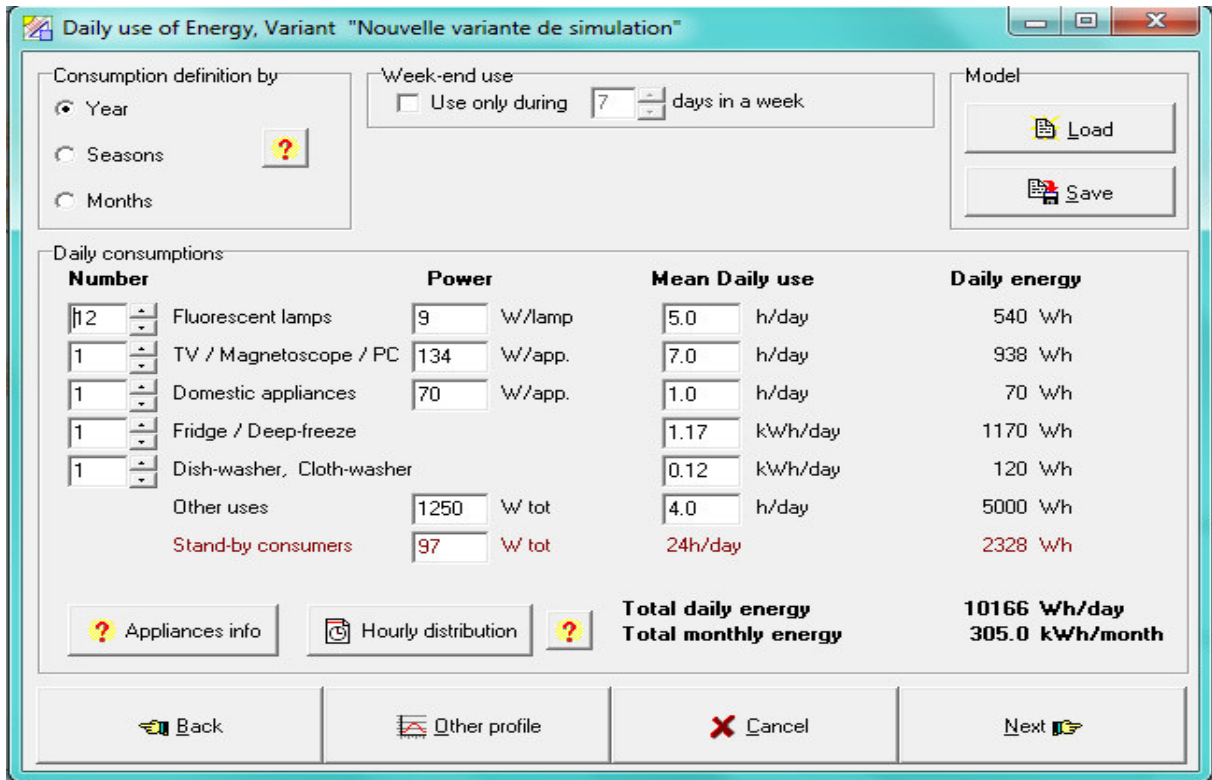 Daily use of Energy, Variant "Nouvelle variante de simulation"
Consumption definition by
Year
Seasons
?
Months
Week-end use
Use only during 7 days in a week
Model
Load
Save
Daily consumptions
Number Power Mean Daily use Daily energy
12 Fluorescent lamps 9 W/lamp 5.0 h/day 540 Wh
1 TV / Magnetoscope / PC 134 W/app. 7.0 h/day 938 Wh
1 Domestic appliances 70 W/app. 1.0 h/day 70 Wh
1 Fridge / Deep-freeze 1.17 kWh/day 1170 Wh
1 Dish-washer, Cloth-washer 0.12 kWh/day 120 Wh
Other uses 1250 W tot 4.0 h/day 5000 Wh
Stand-by consumers 97 W tot 24h/day 2328 Wh
Total daily energy 10166 Wh/day
Total monthly energy 305.0 kWh/month
? Appliances info Hourly distribution ?
Back Other profile Cancel Next